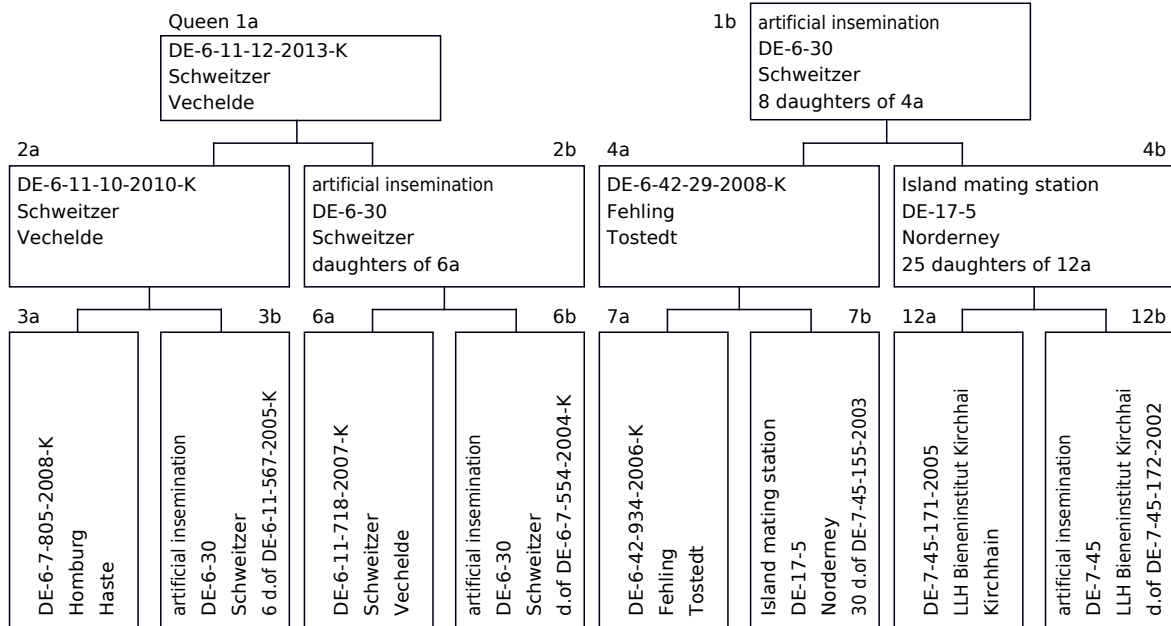 Queen 1a
DE-6-11-12-2013-K
Schweitzer
Vechelde
1b
artificial insemination
DE-6-30
Schweitzer
8 daughters of 4a
2a
DE-6-11-10-2010-K
Schweitzer
Vechelde
2b
artificial insemination
DE-6-30
Schweitzer
daughters of 6a
4a
DE-6-42-29-2008-K
Fehling
Tostedt
4b
Island mating station
DE-17-5
Norderney
25 daughters of 12a
3a
DE-6-7-805-2008-K
Homburg
Haste
3b
artificial insemination
DE-6-30
Schweitzer
6 d.of DE-6-11-567-2005-K
6a
DE-6-11-718-2007-K
Schweitzer
Vechelde
6b
artificial insemination
DE-6-30
Schweitzer
d.of DE-6-7-554-2004-K
7a
DE-6-42-934-2006-K
Fehling
Tostedt
7b
Island mating station
DE-17-5
Norderney
30 d.of DE-7-45-155-2003
12a
DE-7-45-171-2005
LLH Bieneninstitut Kirchhai
Kirchhain
12b
artificial insemination
DE-7-45
LLH Bieneninstitut Kirchhai
d.of DE-7-45-172-2002